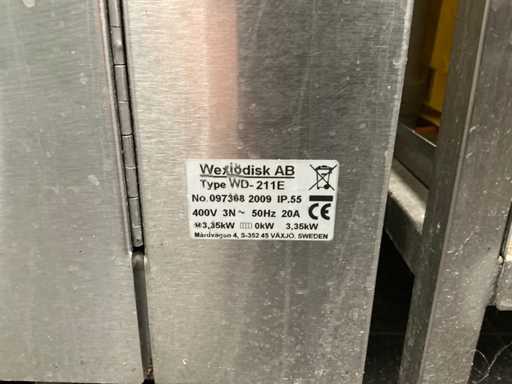 Wexiödisk AB
Type WD-211E
No.097368 2009 IP.55
400V 3N~ 50Hz 20A CE
M 3,35kW 0kW 3,35kW
Mårdvägen 4, S-352 45 VÄXJÖ, SWEDEN